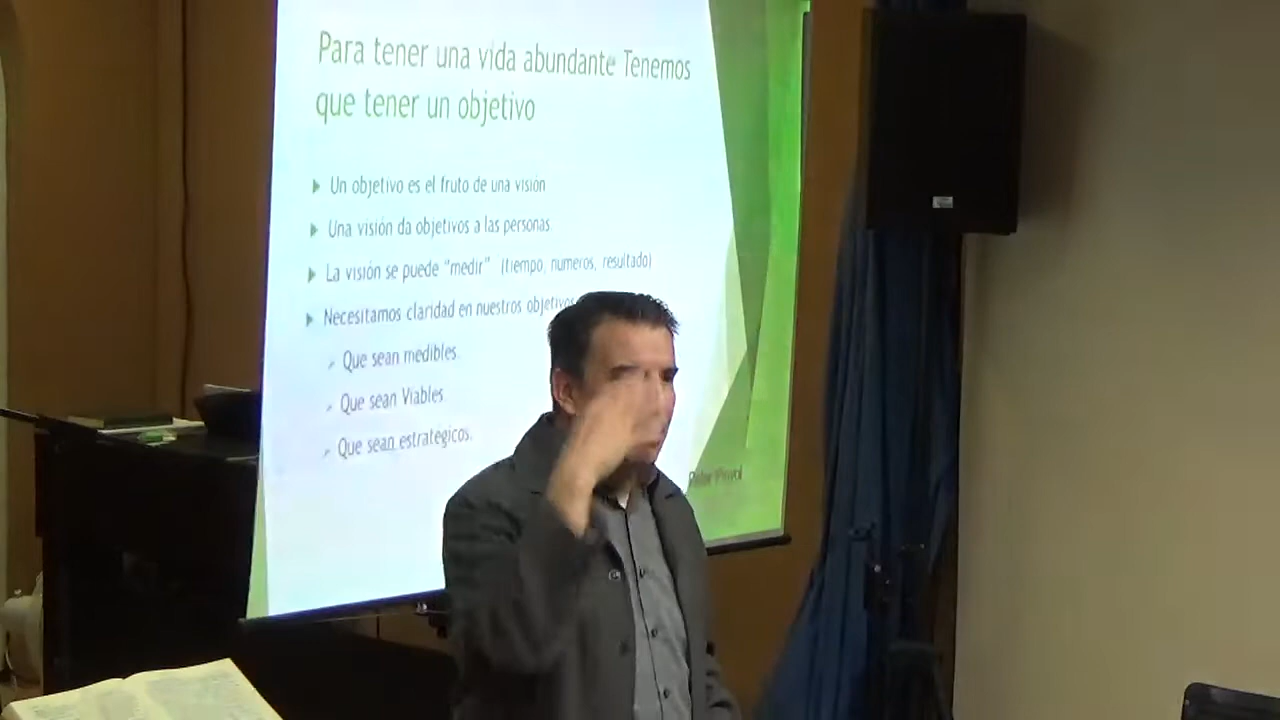 Para tener una vida abundante Tenemos
que tener un objetivo
Un objetivo es el fruto de una visión
Una visión da objetivos a las personas.
La visión se puede "medir" (tiempo, numeros, resultado)
Necesitamos claridad en nuestros objetivos
Que sean medibles.
Que sean Viables.
Que sean estrategicos.